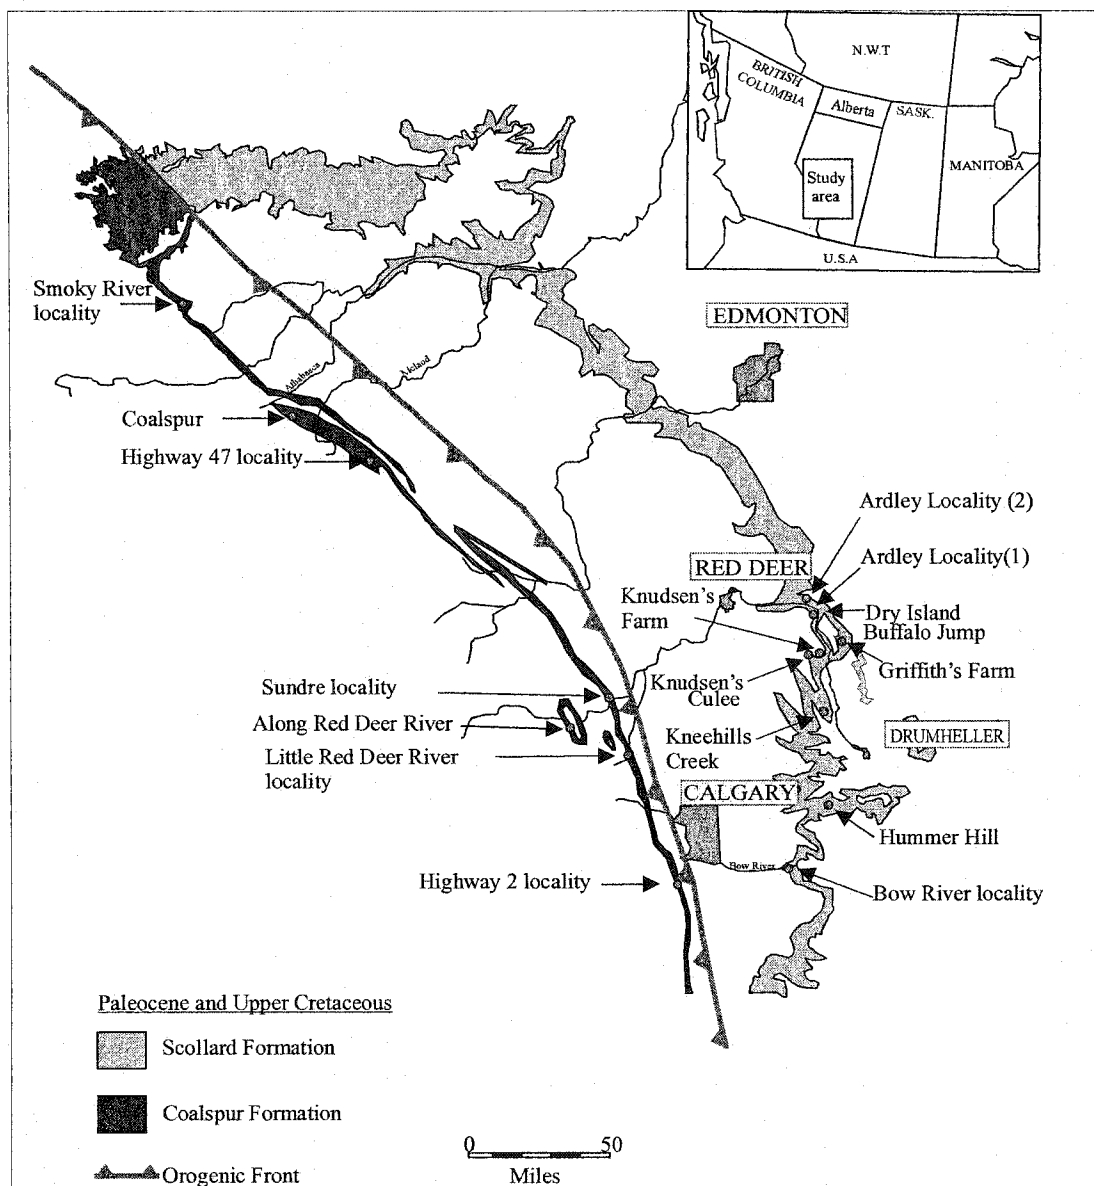 N.W.T
BRITISH
COLUMBIA
Alberta
SASK.
MANITOBA
Study
area
U.S.A
Smoky River
locality
EDMONTON
Athabasca
Mcleod
Coalspur
Highway 47 locality
Ardley Locality (2)
Ardley Locality(1)
RED DEER
Knudsen's
Farm
Dry Island
Buffalo Jump
Griffith's Farm
Sundre locality
Knudsen's
Culee
Along Red Deer River
Little Red Deer River
locality
Kneehills
Creek
DRUMHELLER
CALGARY
Hummer Hill
Bow River
Highway 2 locality
Bow River locality
Paleocene and Upper Cretaceous
Scollard Formation
Coalspur Formation
Orogenic Front
0 50
Miles